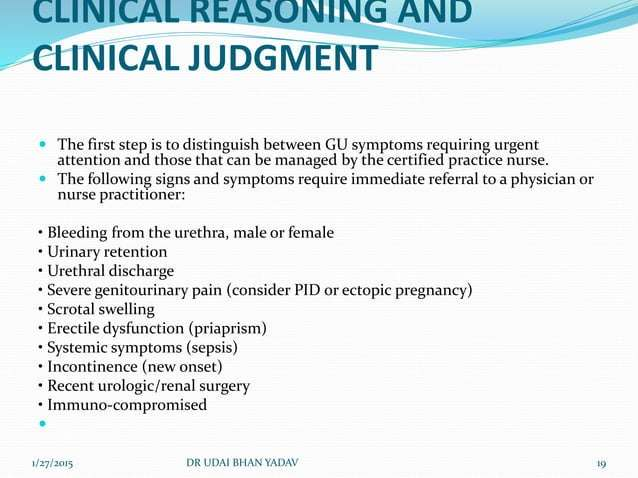 CLINICAL REASONING AND
CLINICAL JUDGMENT
• The first step is to distinguish between GU symptoms requiring urgent
attention and those that can be managed by the certified practice nurse.
• The following signs and symptoms require immediate referral to a physician or
nurse practitioner:
• Bleeding from the urethra, male or female
• Urinary retention
• Urethral discharge
• Severe genitourinary pain (consider PID or ectopic pregnancy)
• Scrotal swelling
• Erectile dysfunction (priaprism)
• Systemic symptoms (sepsis)
• Incontinence (new onset)
• Recent urologic/renal surgery
• Immuno-compromised
•
1/27/2015 DR UDAI BHAN YADAV 19